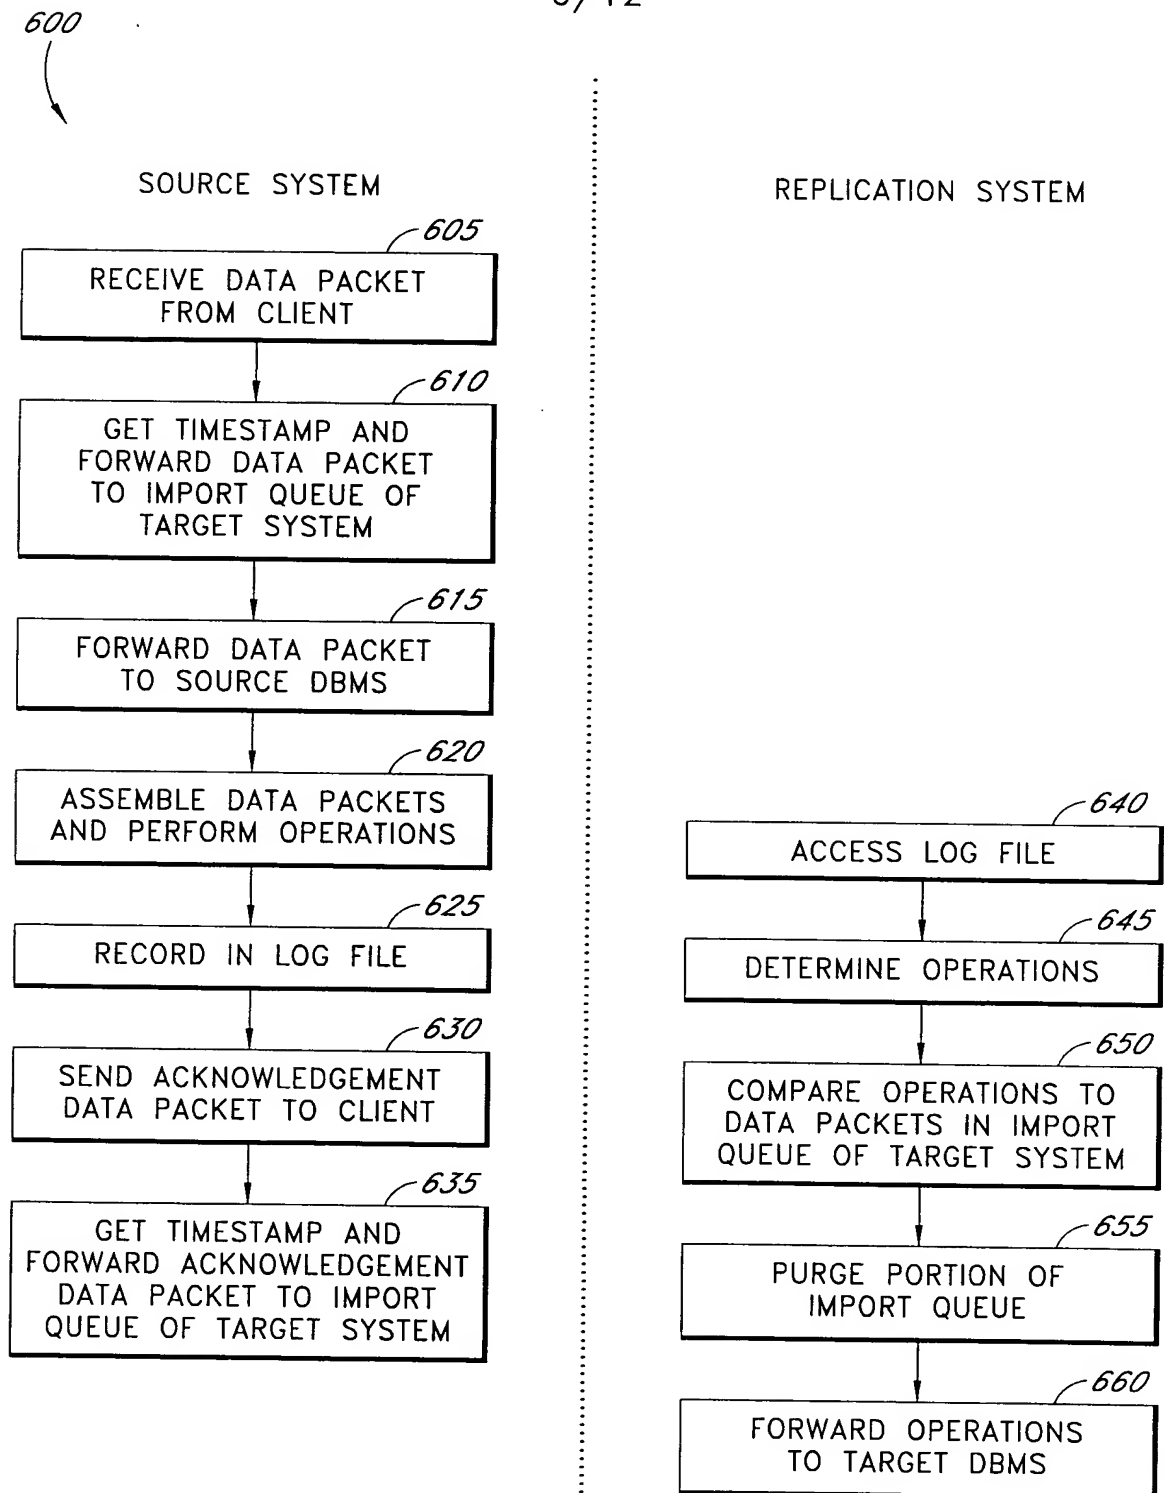 600
SOURCE SYSTEM
605
RECEIVE DATA PACKET
FROM CLIENT
610
GET TIMESTAMP AND
FORWARD DATA PACKET
TO IMPORT QUEUE OF
TARGET SYSTEM
615
FORWARD DATA PACKET
TO SOURCE DBMS
620
ASSEMBLE DATA PACKETS
AND PERFORM OPERATIONS
625
RECORD IN LOG FILE
630
SEND ACKNOWLEDGEMENT
DATA PACKET TO CLIENT
635
GET TIMESTAMP AND
FORWARD ACKNOWLEDGEMENT
DATA PACKET TO IMPORT
QUEUE OF TARGET SYSTEM
REPLICATION SYSTEM
640
ACCESS LOG FILE
645
DETERMINE OPERATIONS
650
COMPARE OPERATIONS TO
DATA PACKETS IN IMPORT
QUEUE OF TARGET SYSTEM
655
PURGE PORTION OF
IMPORT QUEUE
660
FORWARD OPERATIONS
TO TARGET DBMS